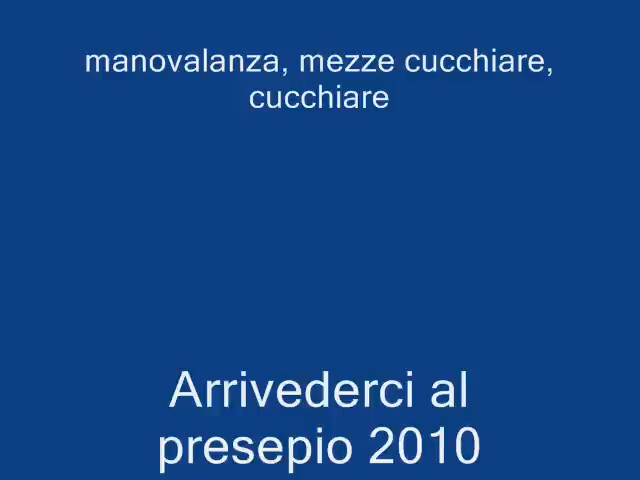 manovalanza, mezze cucchiare,
cucchiare
Arrivederci al
presepio 2010